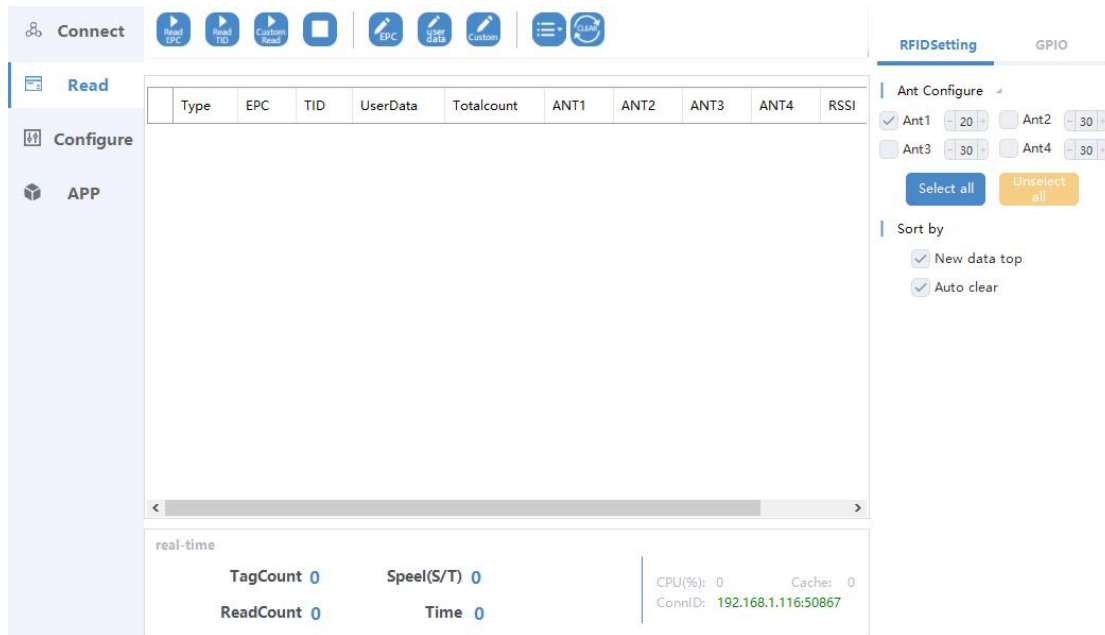 Connect
Read
Configure
APP
Read EPC
Read TID
Custom Read
EPC
user data
Custom
CLEAR
Type EPC TID UserData Totalcount ANT1 ANT2 ANT3 ANT4 RSSI
real-time
TagCount 0 Speel(S/T) 0
ReadCount 0 Time 0
CPU(%): 0 Cache: 0
ConnID: 192.168.1.116:50867
RFIDSetting GPIO
Ant Configure
Ant1 - 20 + Ant2 - 30 +
Ant3 - 30 + Ant4 - 30 +
Select all Unselect all
Sort by
New data top
Auto clear